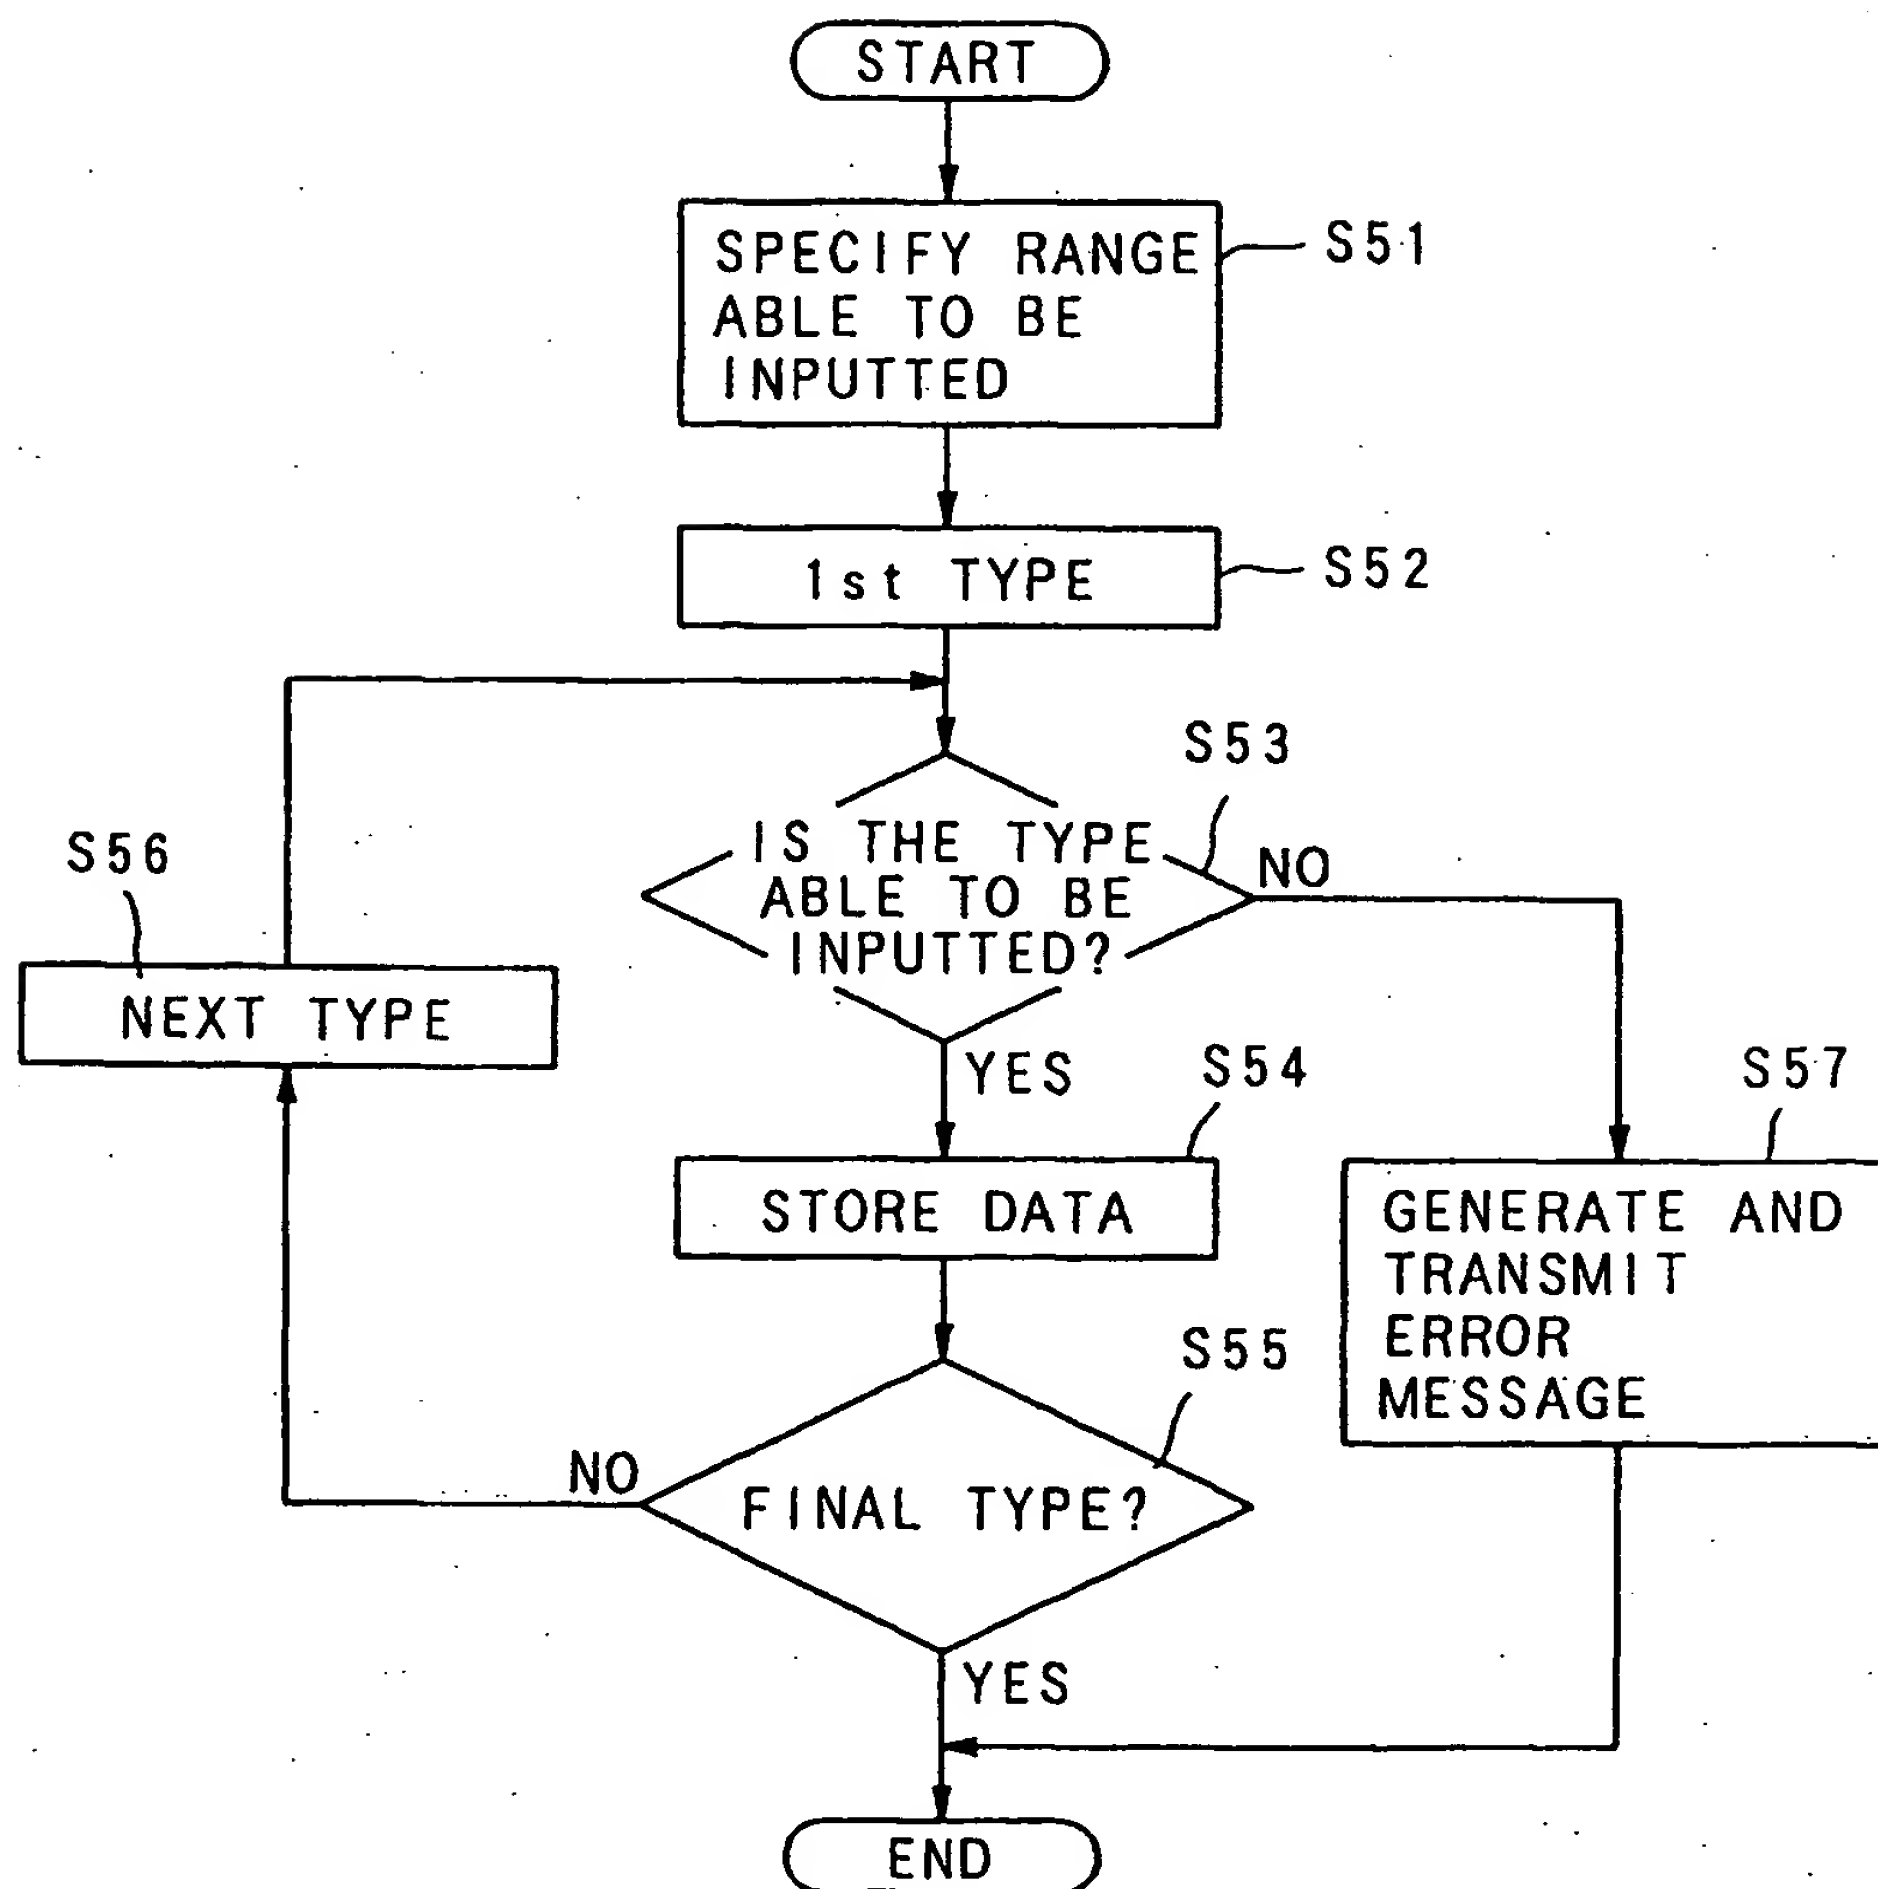 START
SPECIFY RANGE
ABLE TO BE
INPUTTED
S51
1st TYPE
S52
S53
IS THE TYPE
ABLE TO BE
INPUTTED?
NO
S56
NEXT TYPE
YES
S54
STORE DATA
S57
GENERATE AND
TRANSMIT
ERROR
MESSAGE
S55
NO
FINAL TYPE?
YES
END